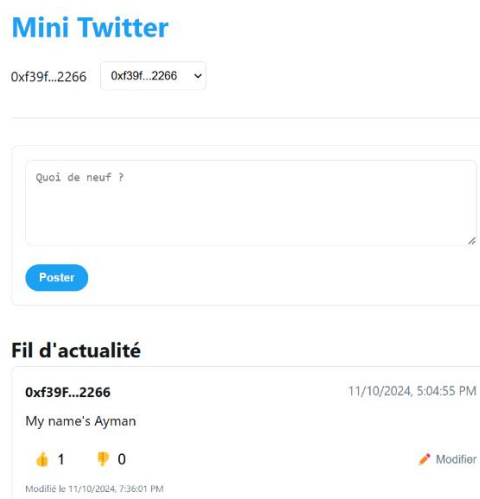 Mini Twitter
0xf39f...2266 0xf39f...2266
Quoi de neuf ?
Poster
Fil d'actualité
0xf39F...2266 11/10/2024, 5:04:55 PM
My name's Ayman
👍 1 👎 0 Modifier
Modifié le 11/10/2024, 7:36:01 PM